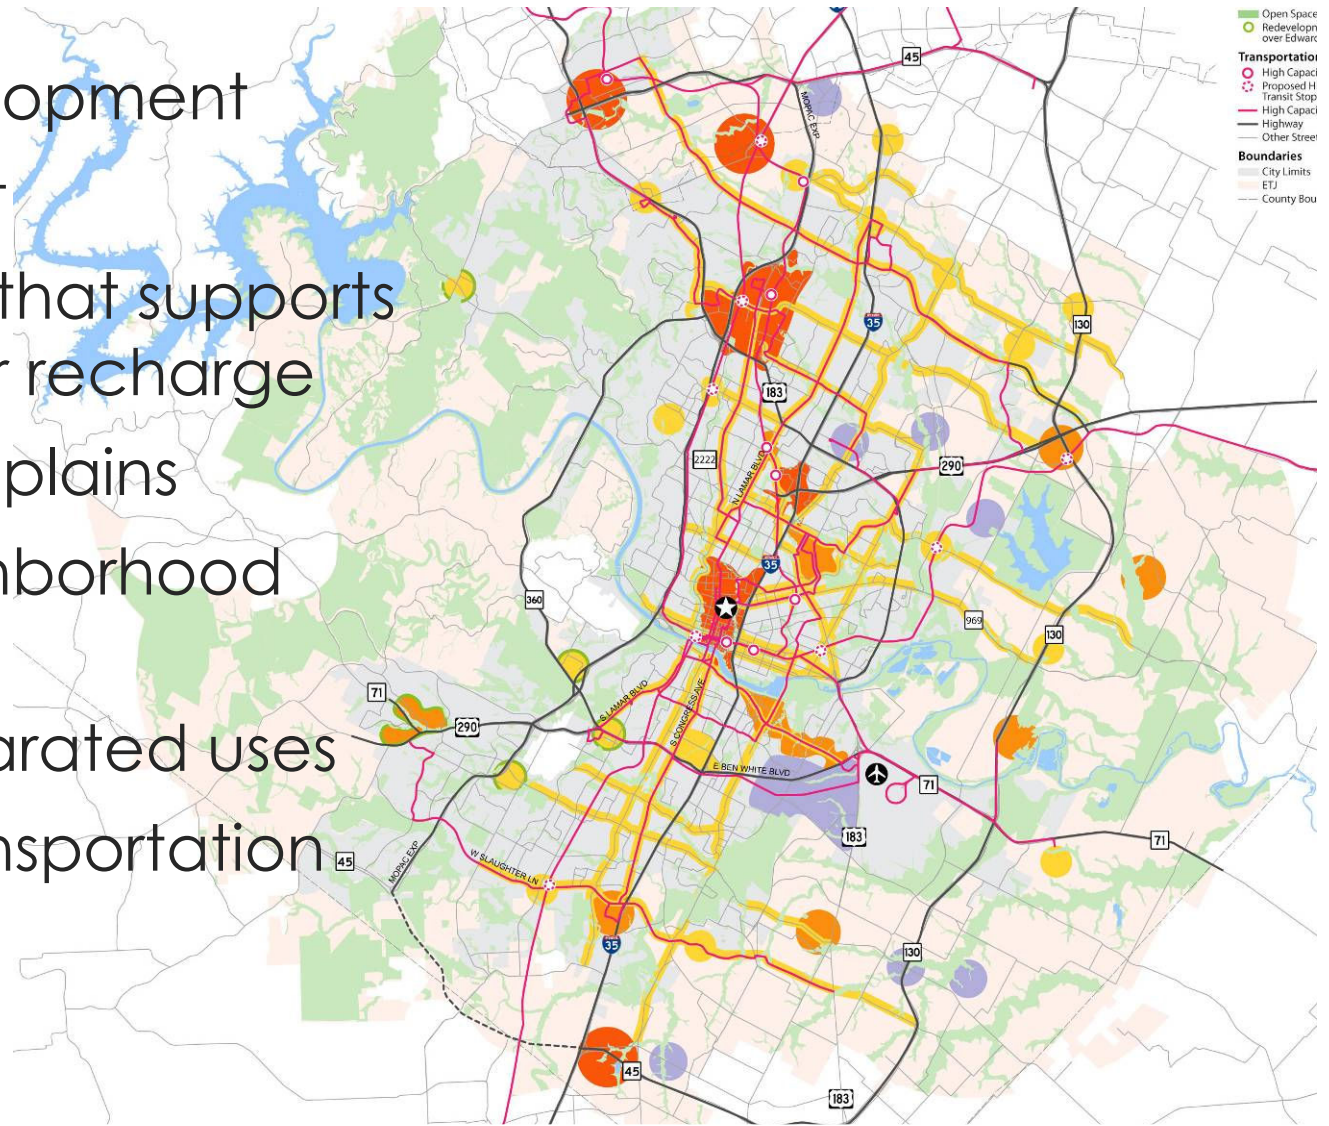 opment
that supports
r recharge
plains
nborhood
arated uses
nsportation
Open Space
Redevelopn
over Edward
Transportation
High Capaci
Proposed H
Transit Stop
High Capaci
Highway
Other Street
Boundaries
City Limits
ETJ
County Bou
45
MOPAC EXP
35
130
183
2222
N LAMAR BLVD
290
35
360
969
130
71
290
S LAMAR BLVD
S CONGRESS AVE
E BEN WHITE BLVD
71
183
71
45
MOPAC EXP
W SLAUGHTER LN
35
130
45
183